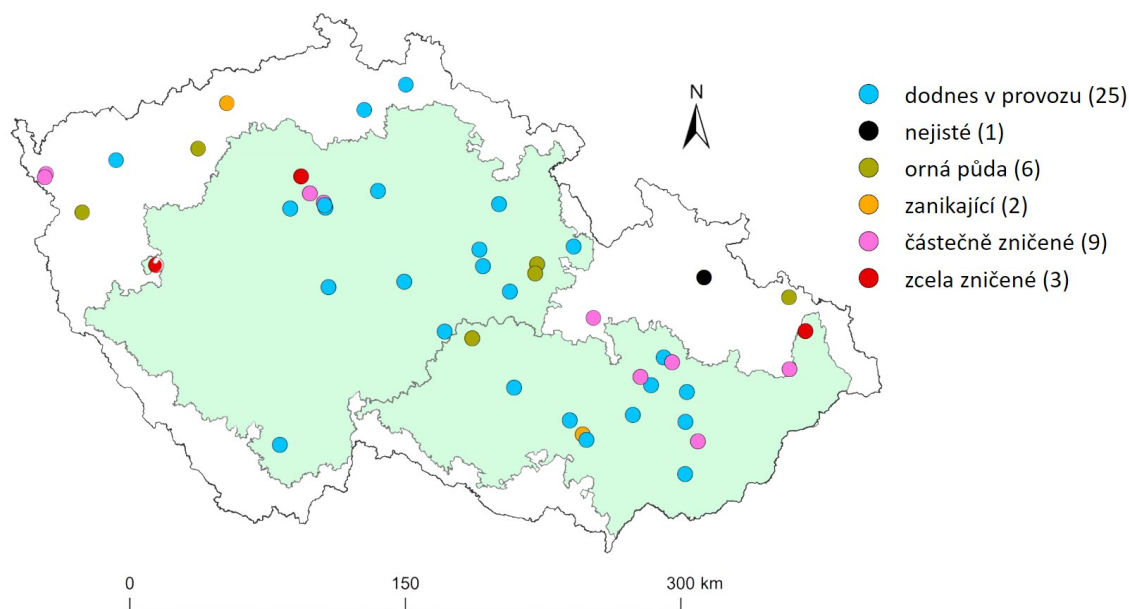 N
dodnes v provozu (25)
nejisté (1)
orná půda (6)
zanikající (2)
částečně zničené (9)
zcela zničené (3)
0 150 300 km